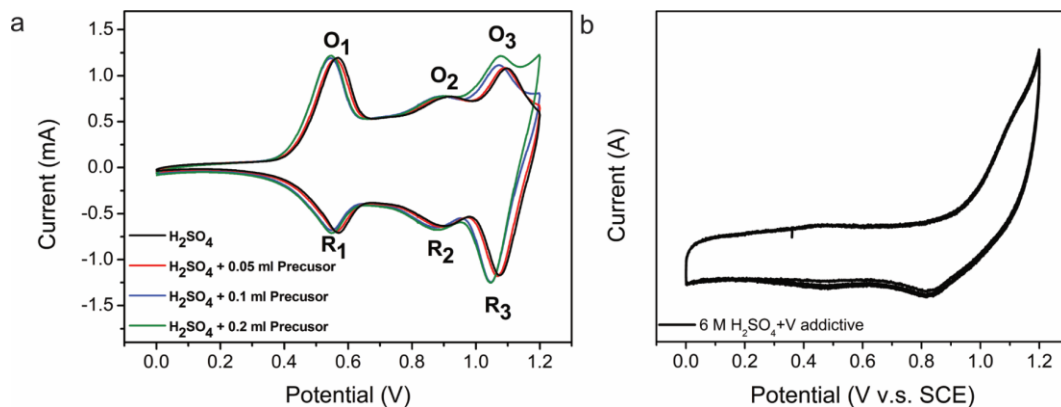 a
1.5
1.0
0.5
0.0
-0.5
-1.0
-1.5
Current (mA)
O1
O2
O3
R1
R2
R3
H2SO4
H2SO4 + 0.05 ml Precusor
H2SO4 + 0.1 ml Precusor
H2SO4 + 0.2 ml Precusor
0.0 0.2 0.4 0.6 0.8 1.0 1.2
Potential (V)
b
Current (A)
6 M H2SO4+V addictive
0.0 0.2 0.4 0.6 0.8 1.0 1.2
Potential (V v.s. SCE)